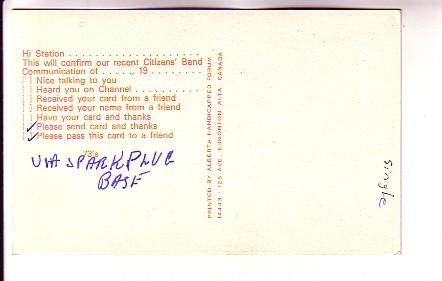 Hi Station . . . . . . . . . . . . . . . . . . . . . .
This will confirm our recent Citizens' Band
Communication of . . . . . , 19 . . . . . . . .
Nice talking to you
Heard you on Channel . . . . . . . . . . .
Received your card from a friend
Received your neme from a friend
Have your card and thanks
✓ Please send card and thanks
✓ Please pass this card to a friend
73's
VIA SPARKPLUG
BASE
PRINTED BY ALBERTA HANDICAPPED FORUM
14443 - 125 AVE. EDMONTON ALTA. CANADA
single